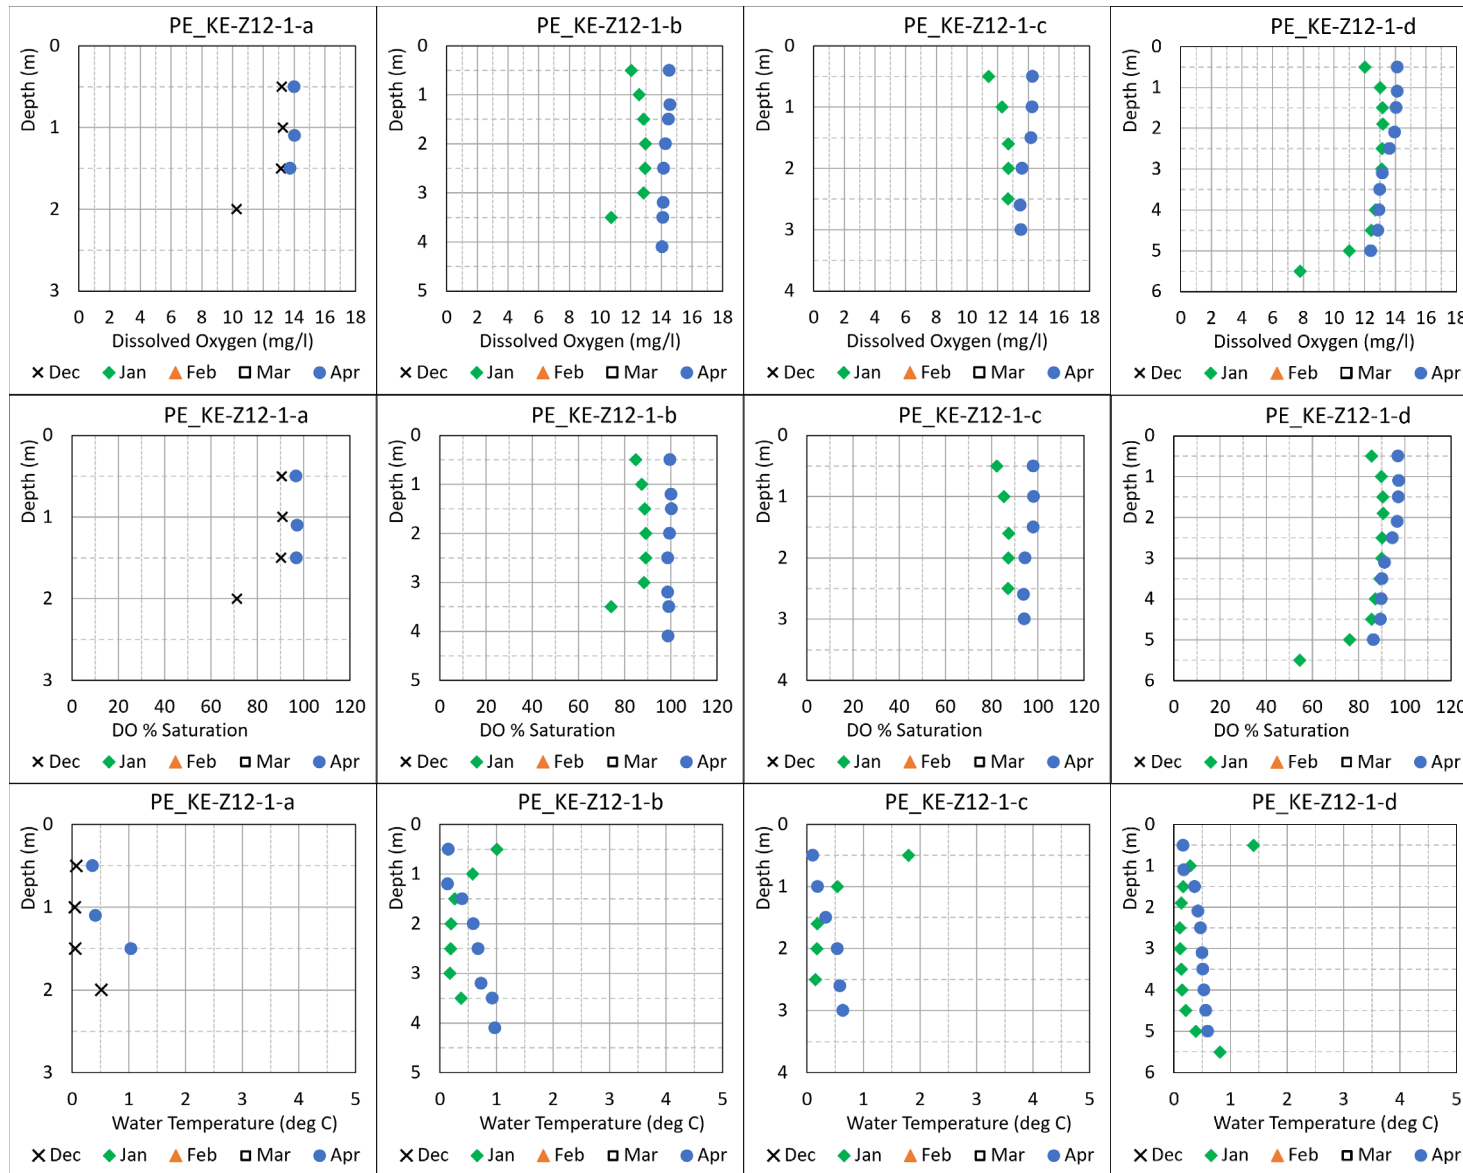 PE_KE-Z12-1-a
Depth (m)
0
1
2
3
0 2 4 6 8 10 12 14 16 18
Dissolved Oxygen (mg/l)
Dec Jan Feb Mar Apr
PE_KE-Z12-1-b
Depth (m)
0
1
2
3
4
5
0 2 4 6 8 10 12 14 16 18
Dissolved Oxygen (mg/l)
Dec Jan Feb Mar Apr
PE_KE-Z12-1-c
Depth (m)
0
1
2
3
4
0 2 4 6 8 10 12 14 16 18
Dissolved Oxygen (mg/l)
Dec Jan Feb Mar Apr
PE_KE-Z12-1-d
Depth (m)
0
1
2
3
4
5
6
0 2 4 6 8 10 12 14 16 18
Dissolved Oxygen (mg/l)
Dec Jan Feb Mar Apr
PE_KE-Z12-1-a
Depth (m)
0
1
2
3
0 20 40 60 80 100 120
DO % Saturation
Dec Jan Feb Mar Apr
PE_KE-Z12-1-b
Depth (m)
0
1
2
3
4
5
0 20 40 60 80 100 120
DO % Saturation
Dec Jan Feb Mar Apr
PE_KE-Z12-1-c
Depth (m)
0
1
2
3
4
0 20 40 60 80 100 120
DO % Saturation
Dec Jan Feb Mar Apr
PE_KE-Z12-1-d
Depth (m)
0
1
2
3
4
5
6
0 20 40 60 80 100 120
DO % Saturation
Dec Jan Feb Mar Apr
PE_KE-Z12-1-a
Depth (m)
0
1
2
3
0 1 2 3 4 5
Water Temperature (deg C)
Dec Jan Feb Mar Apr
PE_KE-Z12-1-b
Depth (m)
0
1
2
3
4
5
0 1 2 3 4 5
Water Temperature (deg C)
Dec Jan Feb Mar Apr
PE_KE-Z12-1-c
Depth (m)
0
1
2
3
4
0 1 2 3 4 5
Water Temperature (deg C)
Dec Jan Feb Mar Apr
PE_KE-Z12-1-d
Depth (m)
0
1
2
3
4
5
6
0 1 2 3 4 5
Water Temperature (deg C)
Dec Jan Feb Mar Apr